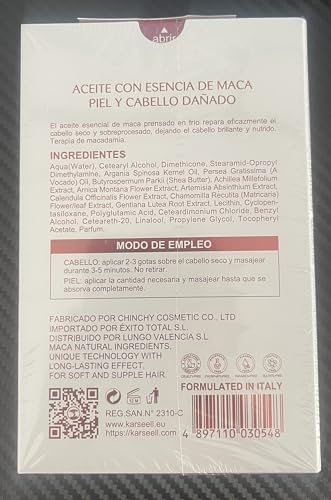 abrir
ACEITE CON ESENCIA DE MACA
PIEL Y CABELLO DAÑADO
El aceite esencial de maca prensado en frio repara eficazmente el
cabello seco y sobreprocesado, dejando el cabello brillante y nutrido.
Terapia de macadamia.
INGREDIENTES
Aqua(Water), Cetearyl Alcohol, Dimethicone, Stearamid-Opropyl
Dimethylamine, Argania Spinosa Kernel Oil, Persea Gratissima (A
Vocado) Oil, Butyrospermum Parkii (Shea Butter), Achillea Millefolium
Extract, Arnica Montana Flower Extract, Artemisia Absinthium Extract,
Calendula Officinalis Flower Extract, Chamomilla Recutita (Matricaria)
Flower/leaf Extract, Gentiana Lutea Root Extract, Lecithin, Cyclopen-
tasiloxane, Polyglutamic Acid, Ceteardimonium Chloride, Benzyl
Alcohol, Ceteareth-20, Linalool, Propylene Glycol, Tocopheryl
Acetate, Parfum.
MODO DE EMPLEO
CABELLO: aplicar 2-3 gotas sobre el cabello seco y masajear
durante 3-5 minutos. No retirar.
PIEL: aplicar la cantidad necesaria y masajear hasta que se
absorva completamente.
FABRICADO POR CHINCHY COSMETIC CO., LTD
IMPORTADO POR ÉXITO TOTAL S.L.
DISTRIBUIDO POR LUNGO VALENCIA S.L.
MACA NATURAL INGREDIENTS,
UNIQUE TECHNOLOGY WITH
LONG-LASTING EFFECT,
FOR SOFT AND SUPPLE HAIR.
12 M
FORMULATED IN ITALY
REG.SAN.Nº 2310-C
www.karseell.com
https://karseell.eu
4 897110 030548